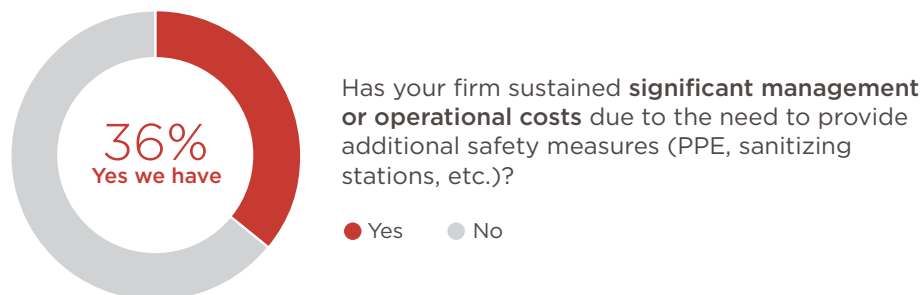 36%
Yes we have
Has your firm sustained significant management
or operational costs due to the need to provide
additional safety measures (PPE, sanitizing
stations, etc.)?
Yes No